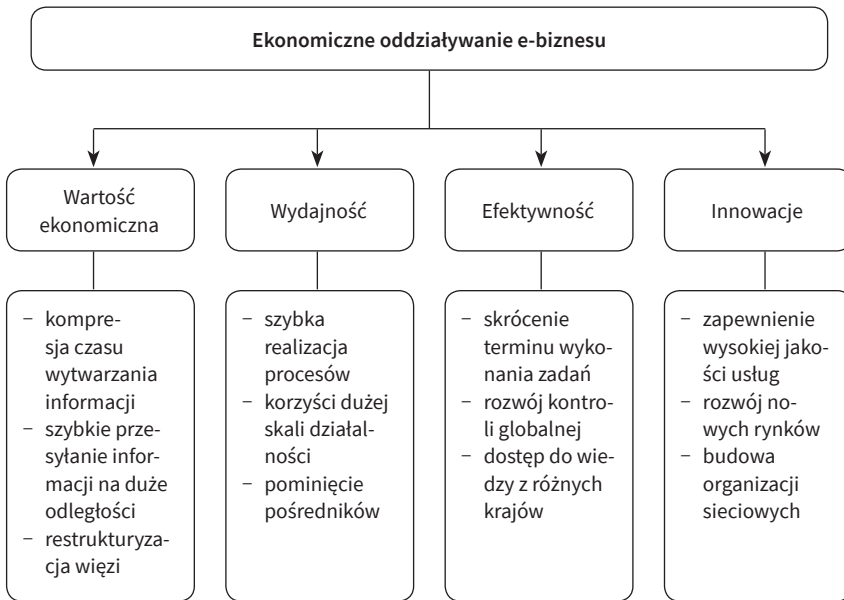 Ekonomiczne oddziaływanie e-biznesu
Wartość
ekonomiczna
Wydajność
Efektywność
Innowacje
– kompre-
sja czasu
wytwarzania
informacji
– szybkie prze-
syłanie infor-
macji na duże
odległości
– restrukturyza-
cja więzi
– szybka
realizacja
procesów
– korzyści dużej
skali działal-
ności
– pominięcie
pośredników
– skrócenie
terminu wyko-
nania zadań
– rozwój kontro-
li globalnej
– dostęp do wie-
dzy z różnych
krajów
– zapewnienie
wysokiej jako-
ści usług
– rozwój no-
wych rynków
– budowa
organizacji
sieciowych